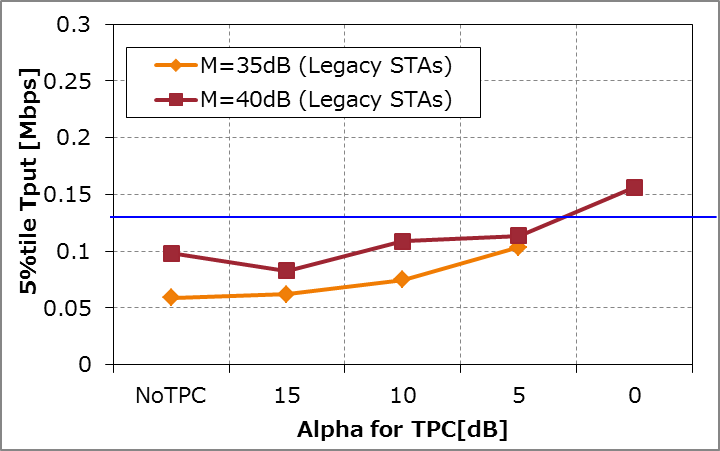 0.3
0.25
0.2
0.15
0.1
0.05
0
5%tile Tput [Mbps]
M=35dB (Legacy STAs)
M=40dB (Legacy STAs)
NoTPC 15 10 5 0
Alpha for TPC[dB]